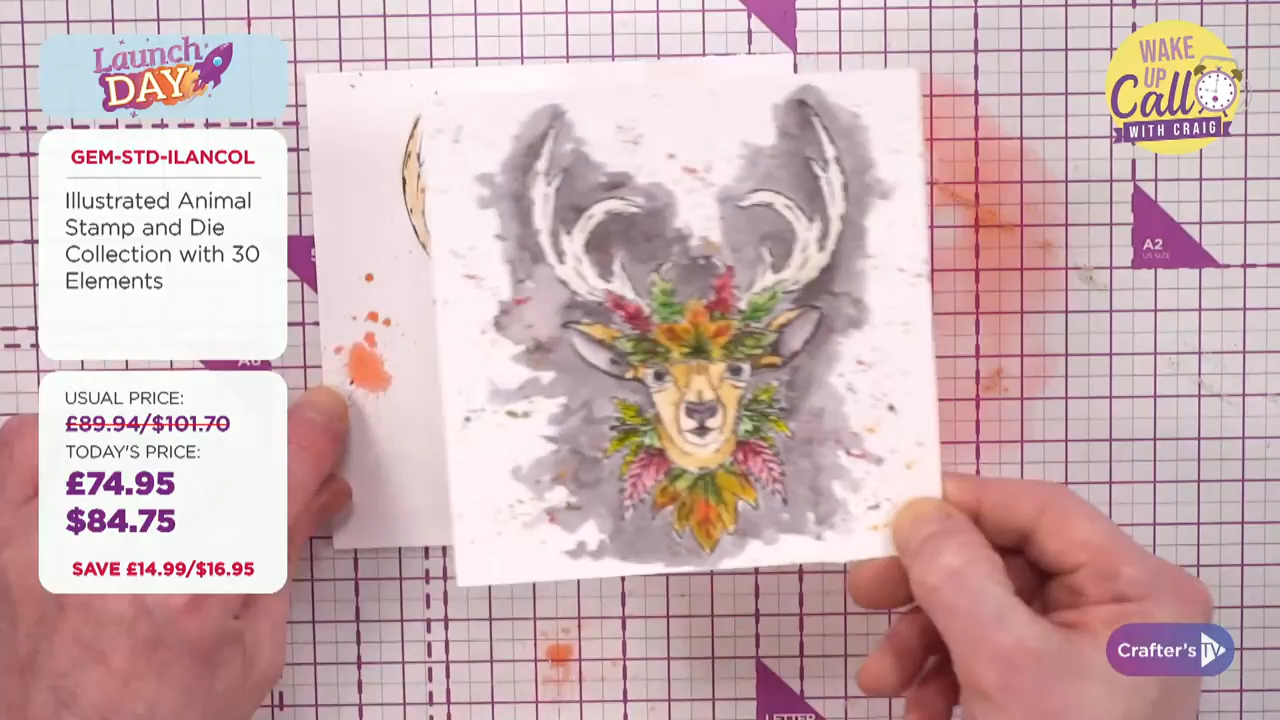 Launch
DAY
GEM-STD-ILANCOL
Illustrated Animal
Stamp and Die
Collection with 30
Elements
USUAL PRICE:
£89.94/$101.70
TODAY'S PRICE:
£74.95
$84.75
SAVE £14.99/$16.95
WAKE
UP
Call
WITH CRAIG
A2
US SIZE
Crafter's TV
LETTER